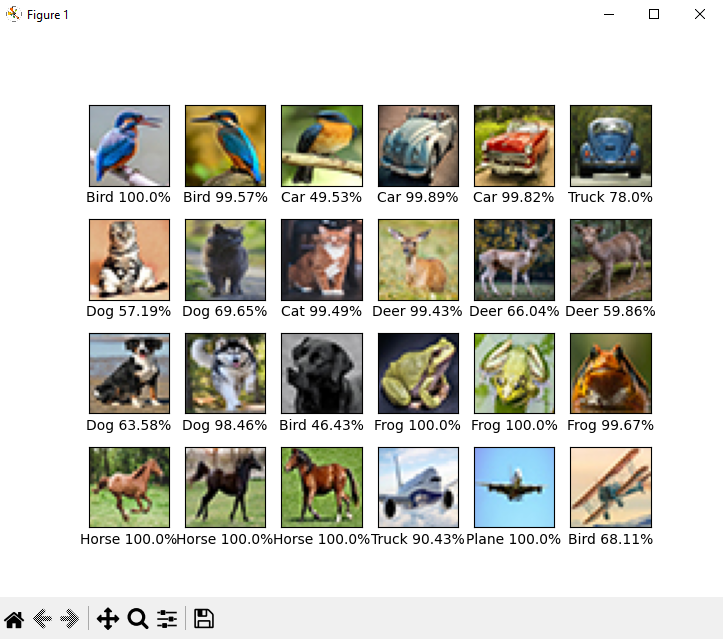 Figure 1
Bird 100.0% Bird 99.57% Car 49.53% Car 99.89% Car 99.82% Truck 78.0%
Dog 57.19% Dog 69.65% Cat 99.49% Deer 99.43% Deer 66.04% Deer 59.86%
Dog 63.58% Dog 98.46% Bird 46.43% Frog 100.0% Frog 100.0% Frog 99.67%
Horse 100.0% Horse 100.0% Horse 100.0% Truck 90.43% Plane 100.0% Bird 68.11%